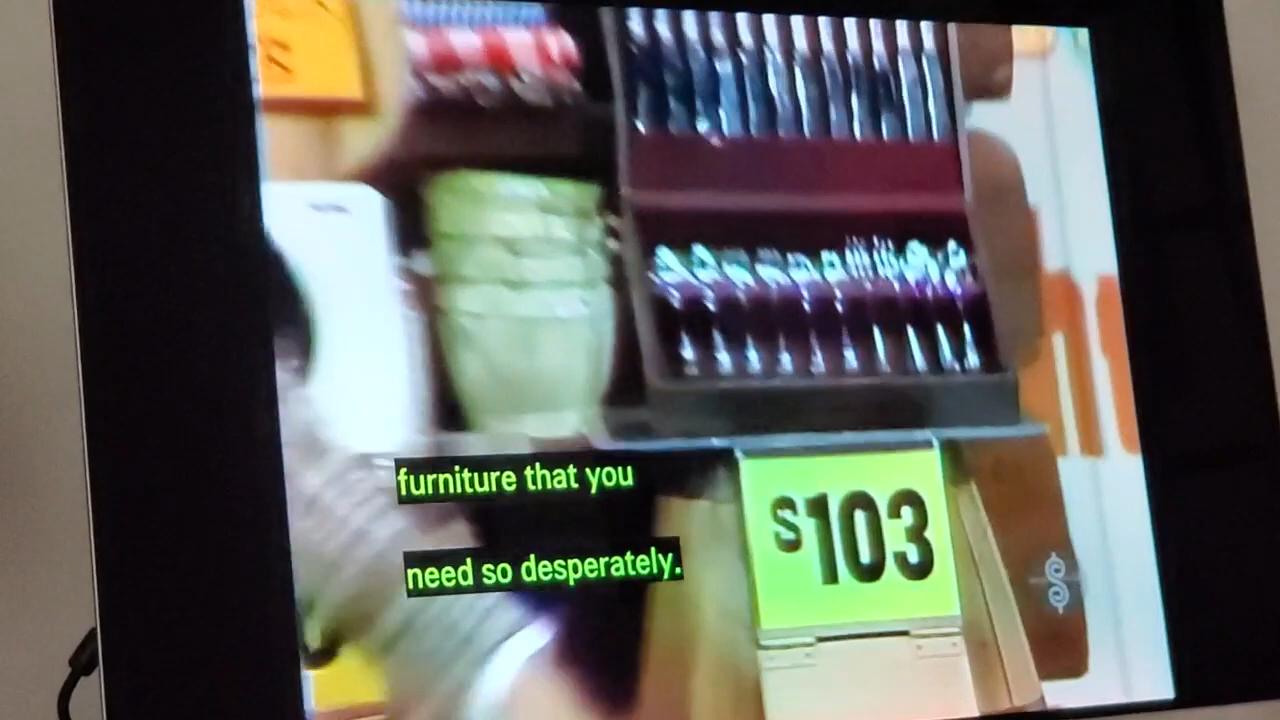 furniture that you
need so desperately.
$103